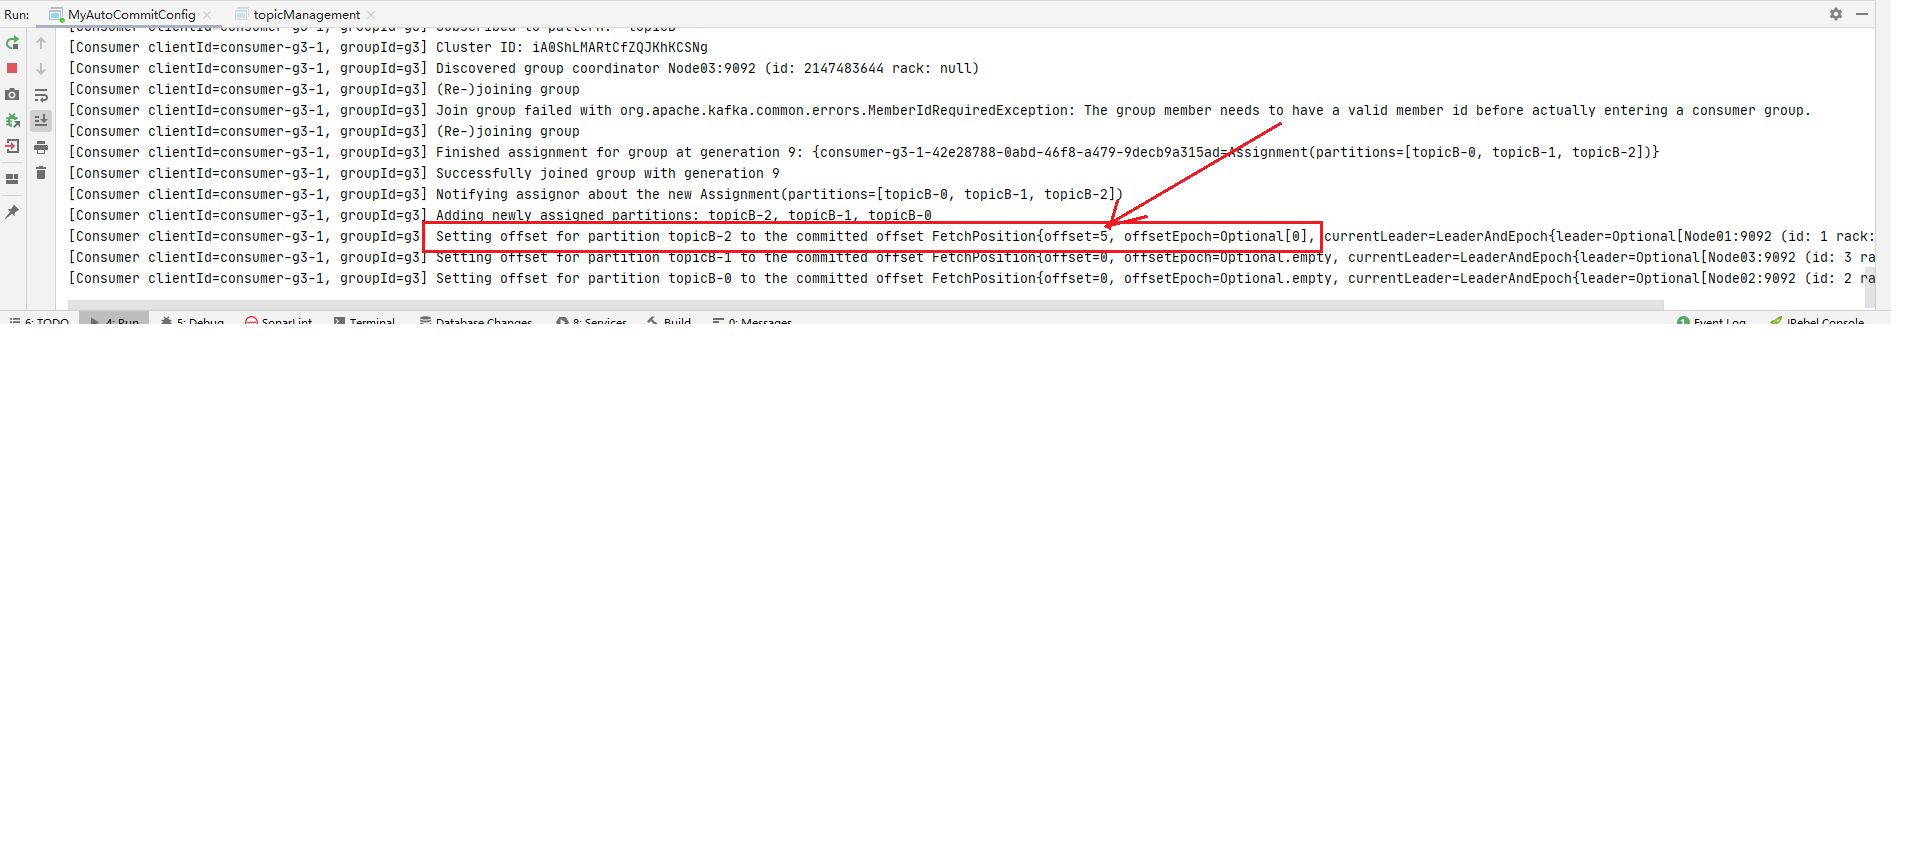 Run: MyAutoCommitConfig topicManagement
[Consumer clientId=consumer-g3-1, groupId=g3] Subscribed to pattern: 'topicB'
[Consumer clientId=consumer-g3-1, groupId=g3] Cluster ID: iA0ShLMARtCfZQJKhKCSNg
[Consumer clientId=consumer-g3-1, groupId=g3] Discovered group coordinator Node03:9092 (id: 2147483644 rack: null)
[Consumer clientId=consumer-g3-1, groupId=g3] (Re-)joining group
[Consumer clientId=consumer-g3-1, groupId=g3] Join group failed with org.apache.kafka.common.errors.MemberIdRequiredException: The group member needs to have a valid member id before actually entering a consumer group.
[Consumer clientId=consumer-g3-1, groupId=g3] (Re-)joining group
[Consumer clientId=consumer-g3-1, groupId=g3] Finished assignment for group at generation 9: {consumer-g3-1-42e28788-0abd-46f8-a479-9decb9a315ad=Assignment(partitions=[topicB-0, topicB-1, topicB-2])}
[Consumer clientId=consumer-g3-1, groupId=g3] Successfully joined group with generation 9
[Consumer clientId=consumer-g3-1, groupId=g3] Notifying assignor about the new Assignment(partitions=[topicB-0, topicB-1, topicB-2])
[Consumer clientId=consumer-g3-1, groupId=g3] Adding newly assigned partitions: topicB-2, topicB-1, topicB-0
[Consumer clientId=consumer-g3-1, groupId=g3] Setting offset for partition topicB-2 to the committed offset FetchPosition{offset=5, offsetEpoch=Optional[0], currentLeader=LeaderAndEpoch{leader=Optional[Node01:9092 (id: 1 rack:
[Consumer clientId=consumer-g3-1, groupId=g3] Setting offset for partition topicB-1 to the committed offset FetchPosition{offset=0, offsetEpoch=Optional.empty, currentLeader=LeaderAndEpoch{leader=Optional[Node03:9092 (id: 3 ra
[Consumer clientId=consumer-g3-1, groupId=g3] Setting offset for partition topicB-0 to the committed offset FetchPosition{offset=0, offsetEpoch=Optional.empty, currentLeader=LeaderAndEpoch{leader=Optional[Node02:9092 (id: 2 ra
6: TODO 4: Run 5: Debug SonarLint Terminal Database Changes 8: Services Build 0: Messages 1 Event Log JRebel Console